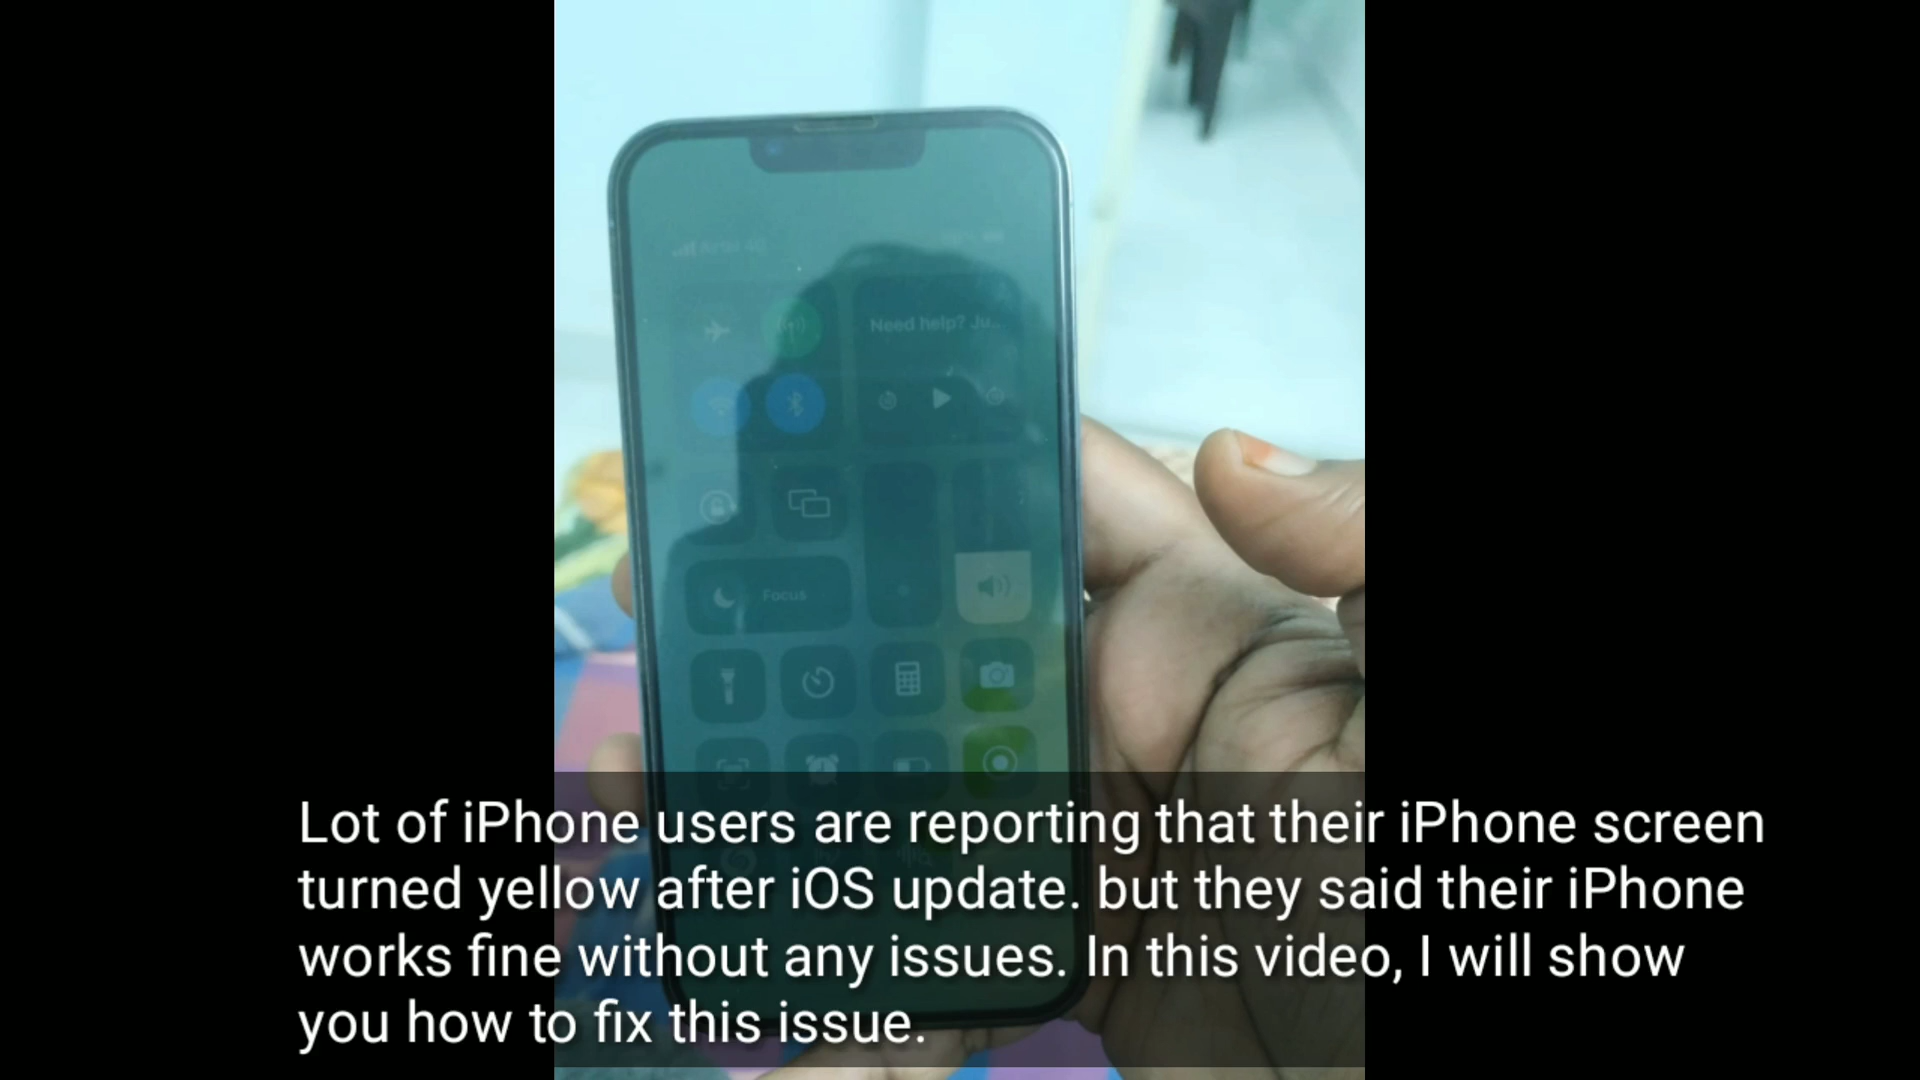 Need help? Ju...
Focus
Lot of iPhone users are reporting that their iPhone screen
turned yellow after iOS update. but they said their iPhone
works fine without any issues. In this video, I will show
you how to fix this issue.